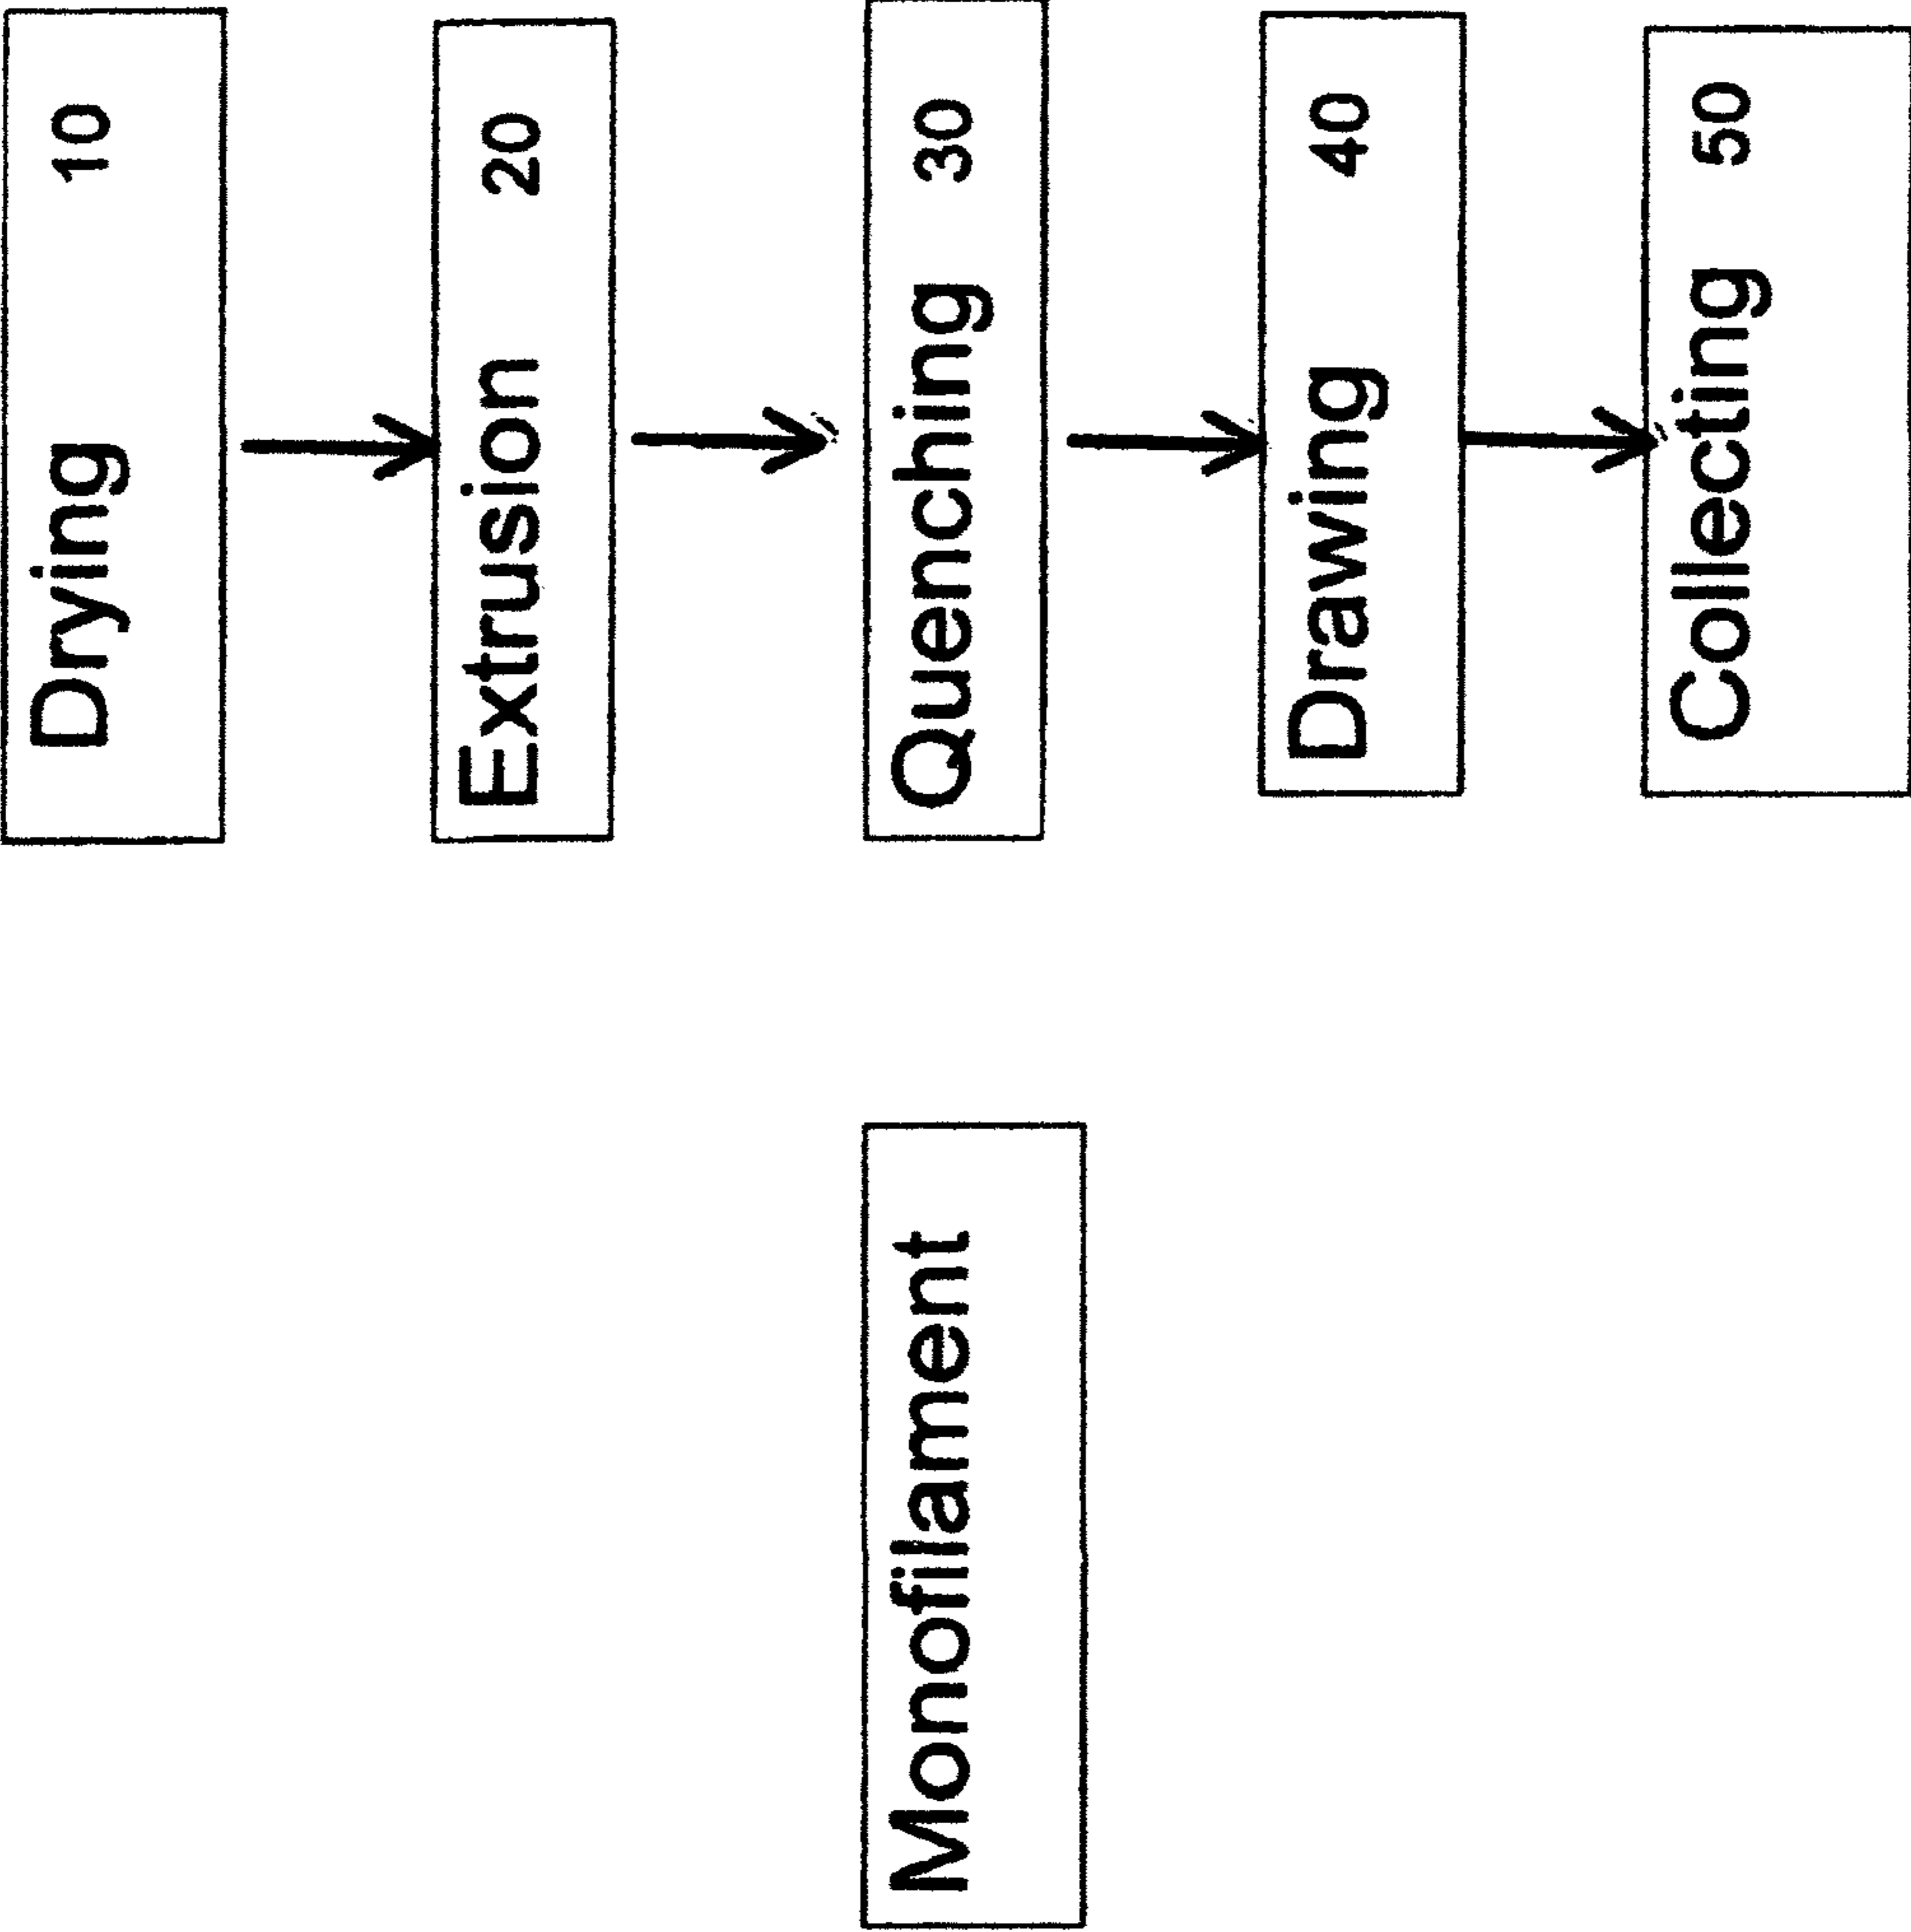 Drying 10
Extrusion 20
Monofilament
Quenching 30
Drawing 40
Collecting 50